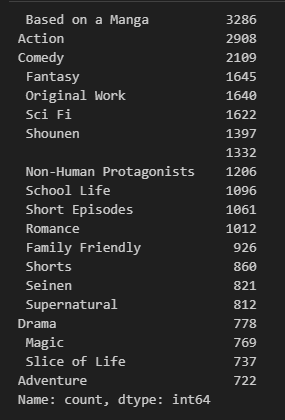 Based on a Manga 3286
Action 2908
Comedy 2109
Fantasy 1645
Original Work 1640
Sci Fi 1622
Shounen 1397
1332
Non-Human Protagonists 1206
School Life 1096
Short Episodes 1061
Romance 1012
Family Friendly 926
Shorts 860
Seinen 821
Supernatural 812
Drama 778
Magic 769
Slice of Life 737
Adventure 722
Name: count, dtype: int64